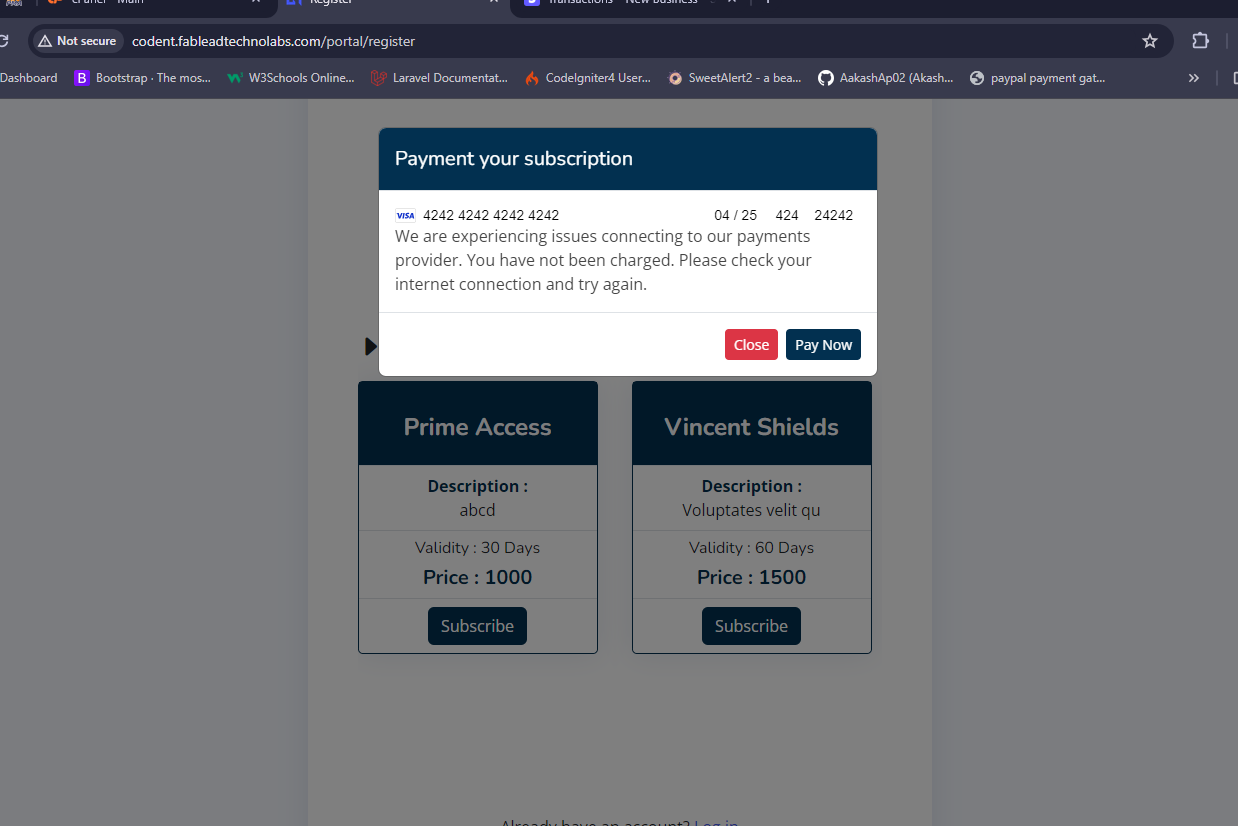 cPanel - Main
Register
Transactions - New business
Not secure
codent.fableadtechnolabs.com/portal/register
Dashboard
Bootstrap · The mos...
W3Schools Online...
Laravel Documentat...
CodeIgniter4 User...
SweetAlert2 - a bea...
AakashAp02 (Akash...
paypal payment gat...
»
Payment your subscription
VISA 4242 4242 4242 4242 04 / 25 424 24242
We are experiencing issues connecting to our payments
provider. You have not been charged. Please check your
internet connection and try again.
Close Pay Now
Prime Access
Description :
abcd
Validity : 30 Days
Price : 1000
Subscribe
Vincent Shields
Description :
Voluptates velit qu
Validity : 60 Days
Price : 1500
Subscribe
Already have an account? Log in